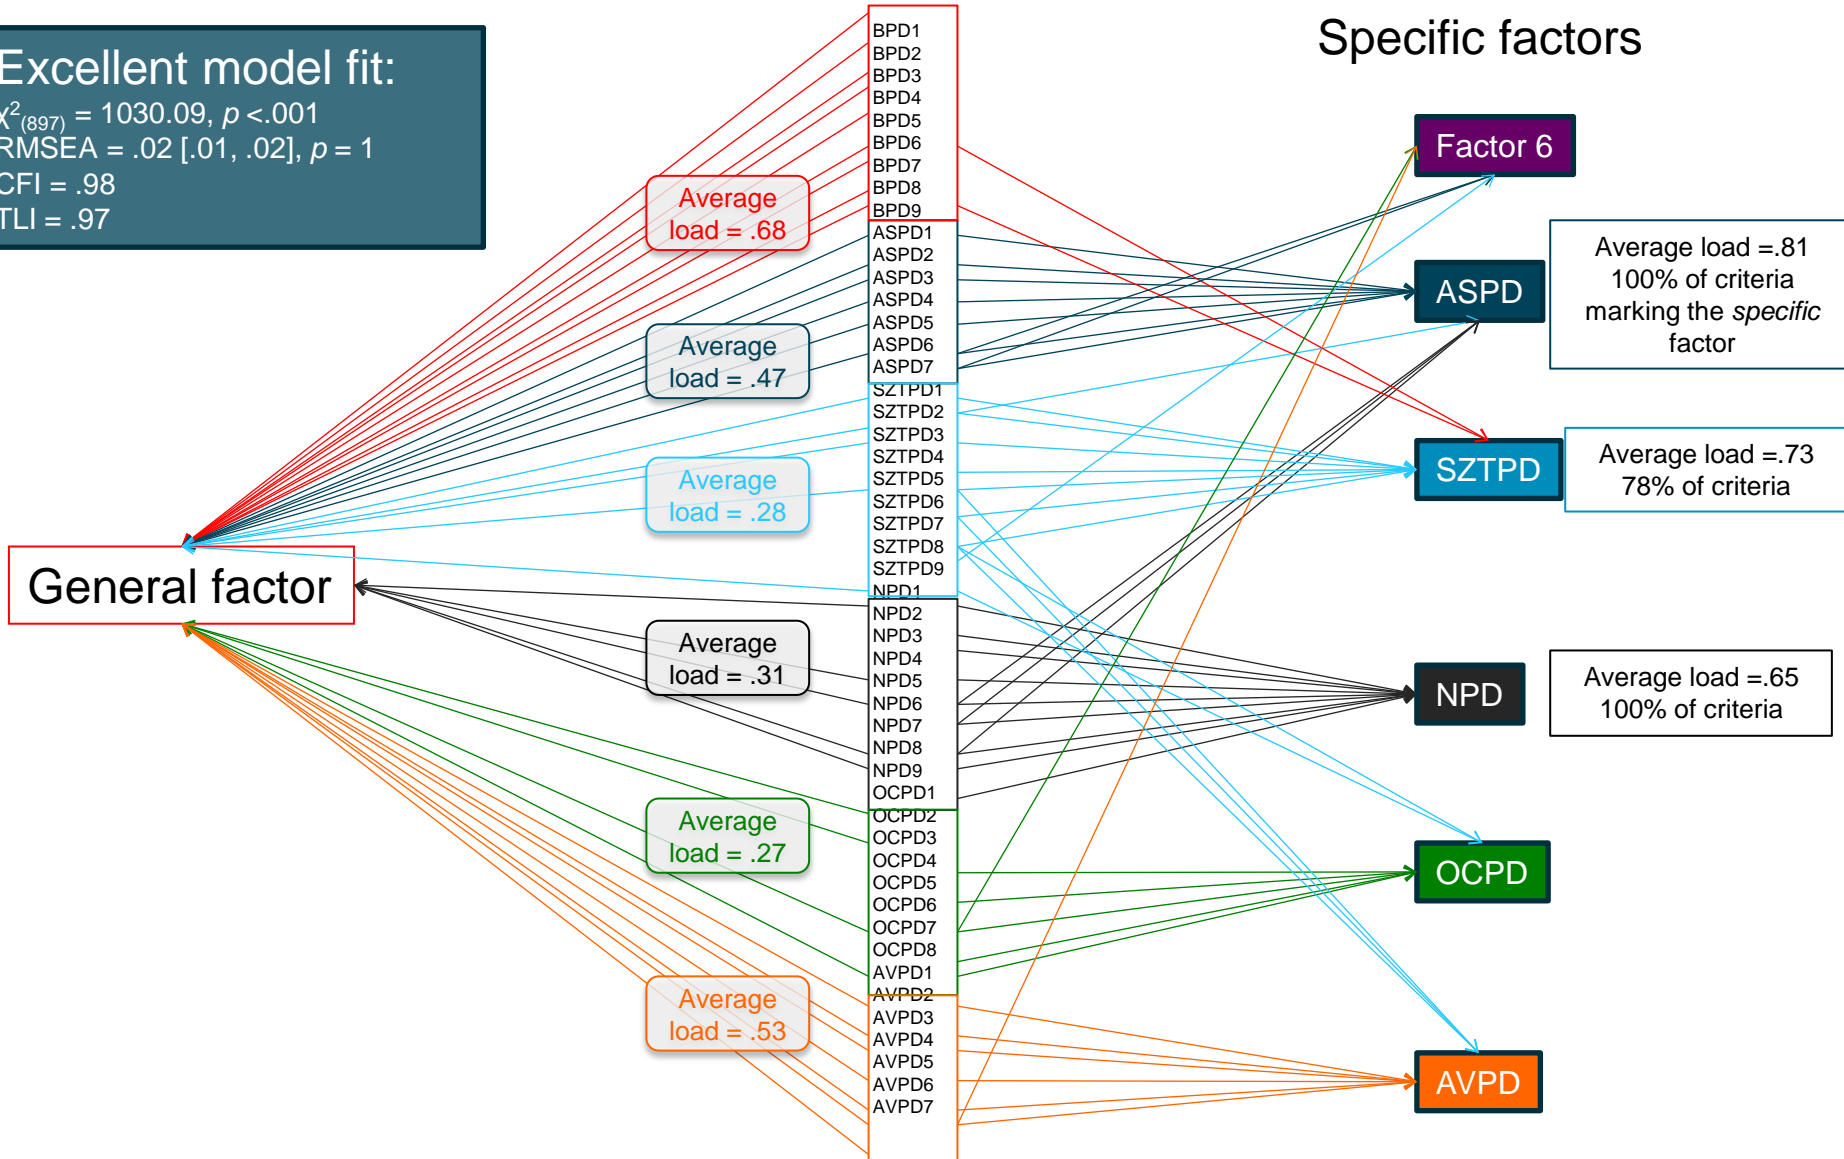 Excellent model fit:
χ²(897) = 1030.09, p <.001
RMSEA = .02 [.01, .02], p = 1
CFI = .98
TLI = .97
General factor
Average
load = .68
Average
load = .47
Average
load = .28
Average
load = .31
Average
load = .27
Average
load = .53
BPD1
BPD2
BPD3
BPD4
BPD5
BPD6
BPD7
BPD8
BPD9
ASPD1
ASPD2
ASPD3
ASPD4
ASPD5
ASPD6
ASPD7
SZTPD1
SZTPD2
SZTPD3
SZTPD4
SZTPD5
SZTPD6
SZTPD7
SZTPD8
SZTPD9
NPD1
NPD2
NPD3
NPD4
NPD5
NPD6
NPD7
NPD8
NPD9
OCPD1
OCPD2
OCPD3
OCPD4
OCPD5
OCPD6
OCPD7
OCPD8
AVPD1
AVPD2
AVPD3
AVPD4
AVPD5
AVPD6
AVPD7
Specific factors
Factor 6
ASPD
Average load =.81
100% of criteria
marking the specific
factor
SZTPD
Average load =.73
78% of criteria
NPD
Average load =.65
100% of criteria
OCPD
AVPD